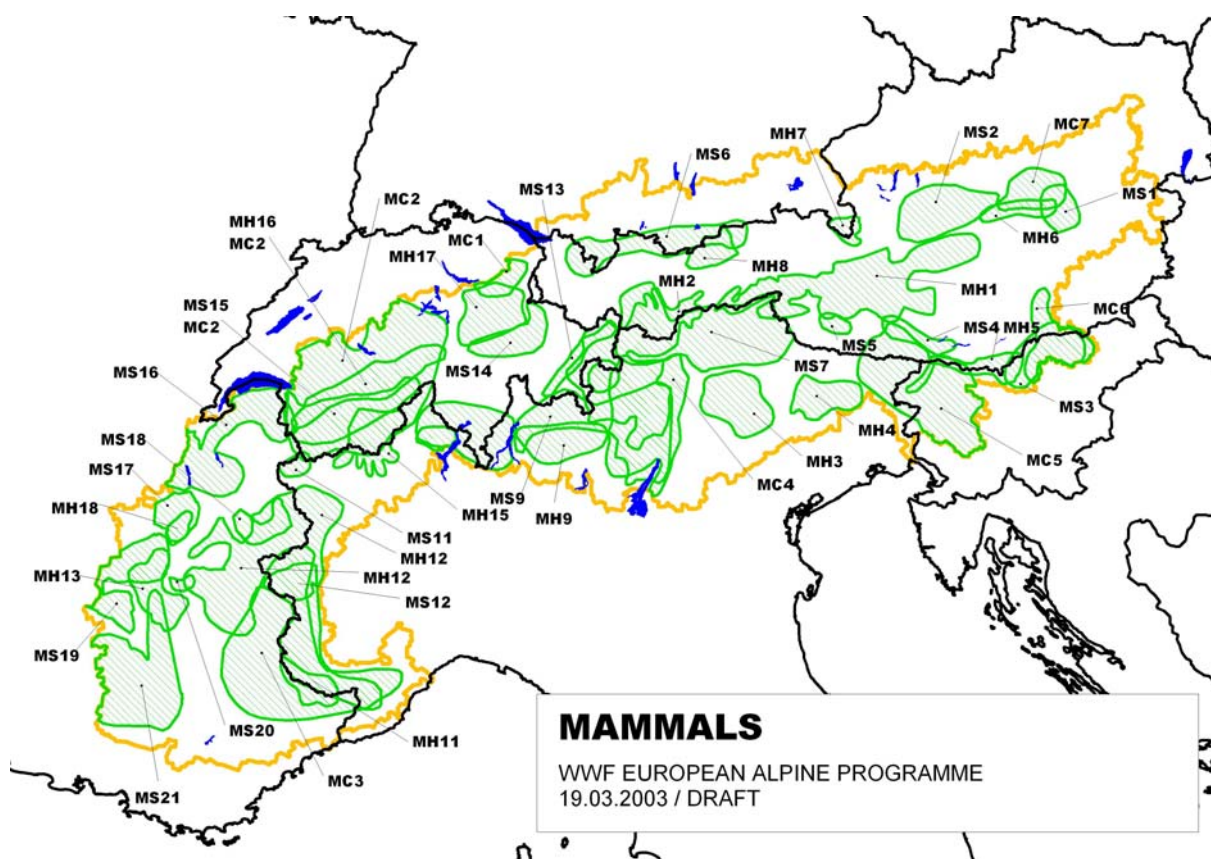 MC7
MS2
MH7
MS6
MS1
MS13
MC2
MH16
MC2
MC1
MH17
MH6
MH8
MH2
MH1
MS15
MC2
MC6
MS4
MH5
MS5
MS14
MS7
MS16
MS3
MH4
MS18
MH3
MS17
MC5
MC4
MS9
MH15
MH9
MH18
MS11
MH12
MH13
MH12
MS12
MS19
MS20
MH11
MC3
MS21
MAMMALS
WWF EUROPEAN ALPINE PROGRAMME
19.03.2003 / DRAFT